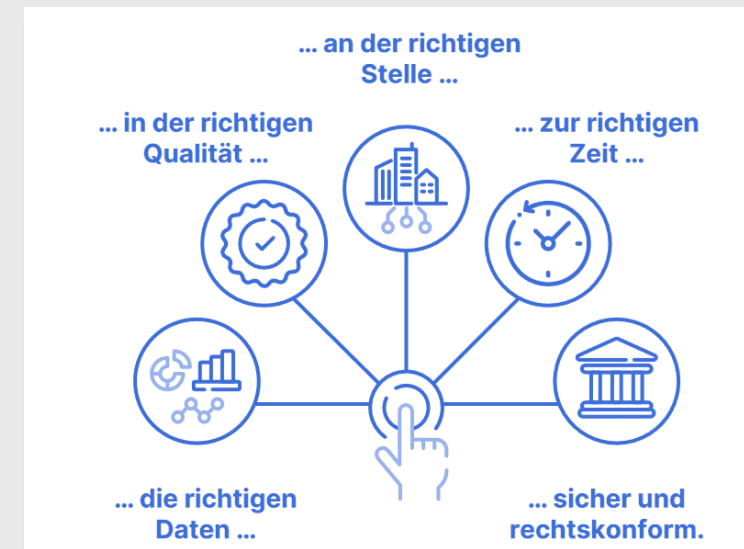 ... an der richtigen
Stelle ...
... in der richtigen
Qualität ...
... zur richtigen
Zeit ...
... die richtigen
Daten ...
... sicher und
rechtskonform.